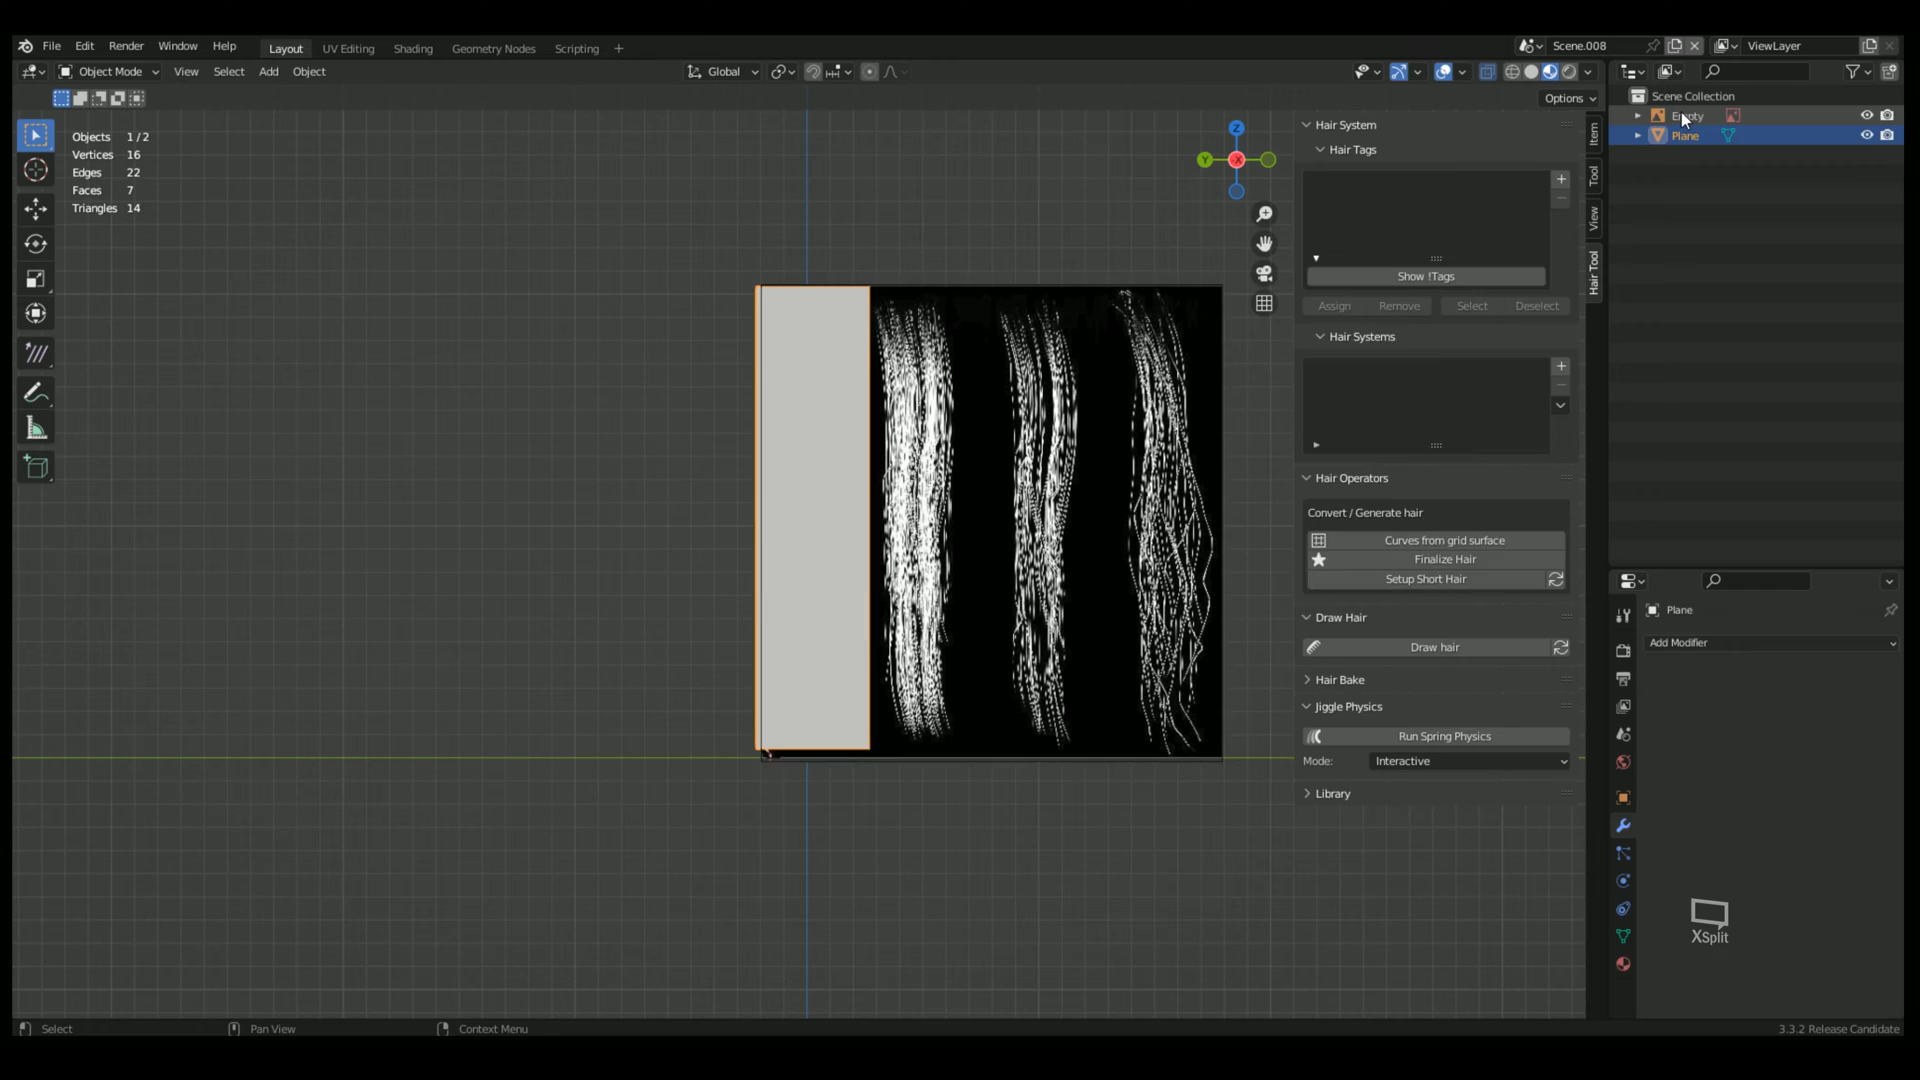 File Edit Render Window Help Layout UV Editing Shading Geometry Nodes Scripting + Scene.008 ViewLayer
Object Mode View Select Add Object Global
Options
Objects 1 / 2
Vertices 16
Edges 22
Faces 7
Triangles 14
Z
Y
X
Hair System
Hair Tags
Show !Tags
Assign Remove Select Deselect
Hair Systems
Hair Operators
Convert / Generate hair
Curves from grid surface
Finalize Hair
Setup Short Hair
Draw Hair
Draw hair
Hair Bake
Jiggle Physics
Run Spring Physics
Mode: Interactive
Library
Item
Tool
View
Hair Tool
Scene Collection
Empty
Plane
Plane
Add Modifier
XSplit
Select Pan View Context Menu 3.3.2 Release Candidate